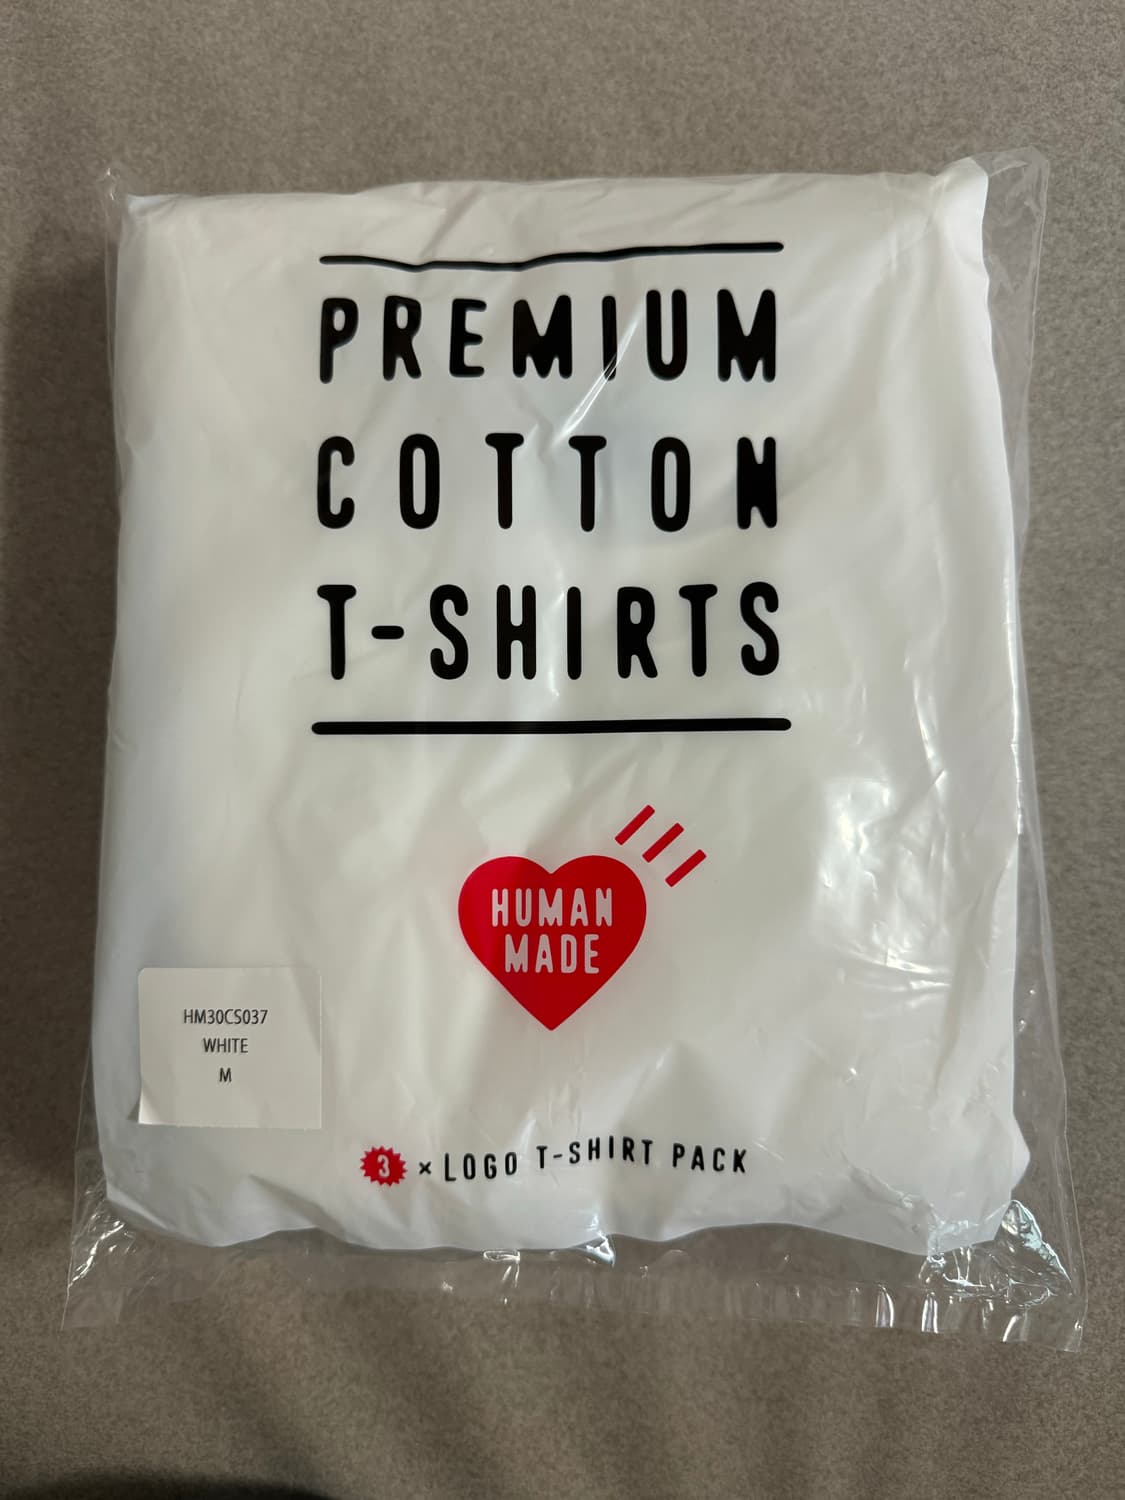 PREMIUM
COTTON
T-SHIRTS
HUMAN
MADE
HM30CS037
WHITE
M
3 × LOGO T-SHIRT PACK